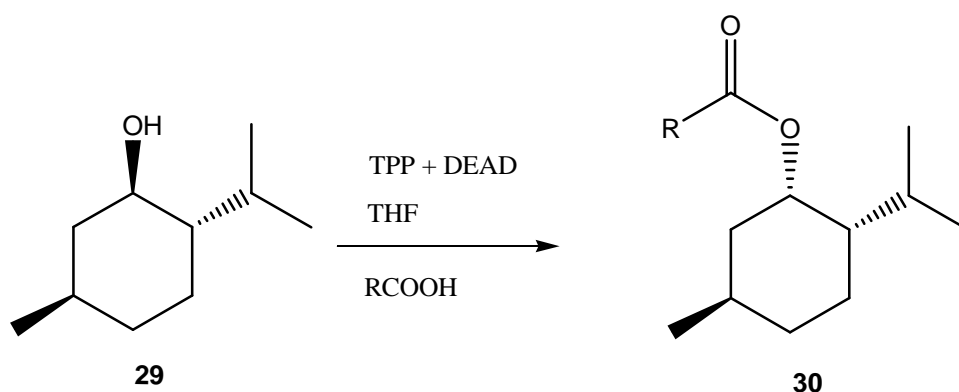 O
R
O
OH
TPP + DEAD
THF
RCOOH
29
30